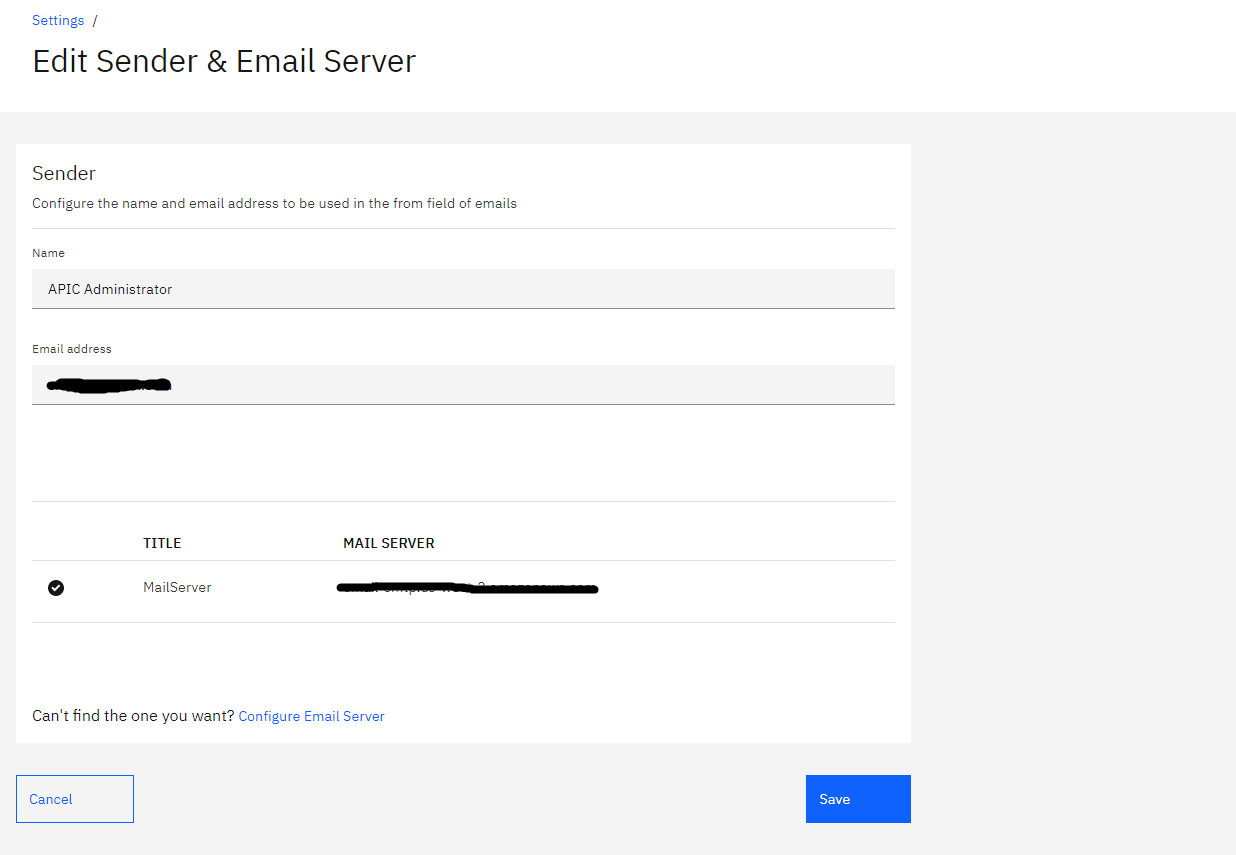 Settings /
Edit Sender & Email Server
Sender
Configure the name and email address to be used in the from field of emails
Name
APIC Administrator
Email address
TITLE MAIL SERVER
MailServer
Can't find the one you want? Configure Email Server
Cancel Save